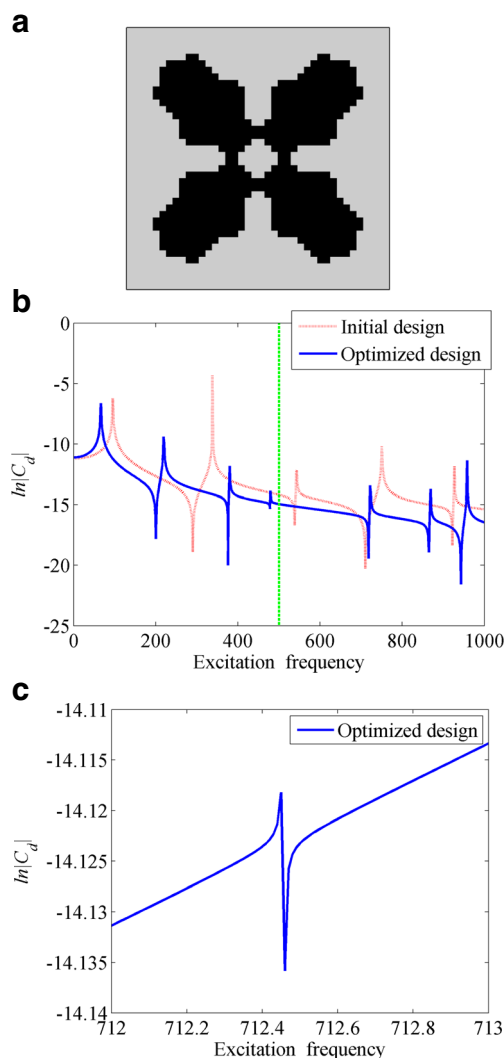 a
b
0
-5
-10
-15
-20
-25
ln|C_d|
Initial design
Optimized design
0 200 400 600 800 1000
Excitation frequency
c
-14.11
-14.115
-14.12
-14.125
-14.13
-14.135
-14.14
ln|C_d|
Optimized design
712 712.2 712.4 712.6 712.8 713
Excitation frequency